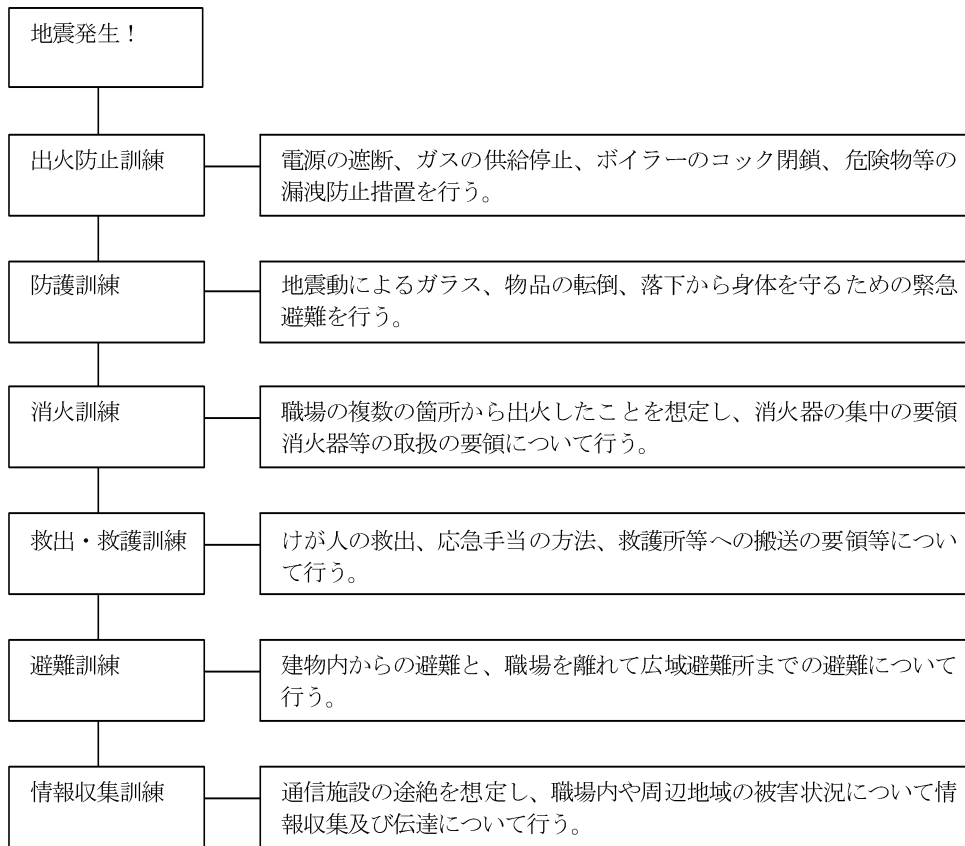 地震発生！
出火防止訓練
電源の遮断、ガスの供給停止、ボイラーのコック閉鎖、危険物等の
漏洩防止措置を行う。
防護訓練
地震動によるガラス、物品の転倒、落下から身体を守るための緊急
避難を行う。
消火訓練
職場の複数の箇所から出火したことを想定し、消火器の集中の要領
消火器等の取扱の要領について行う。
救出・救護訓練
けが人の救出、応急手当の方法、救護所等への搬送の要領等につい
て行う。
避難訓練
建物内からの避難と、職場を離れて広域避難所までの避難について
行う。
情報収集訓練
通信施設の途絶を想定し、職場内や周辺地域の被害状況について情
報収集及び伝達について行う。